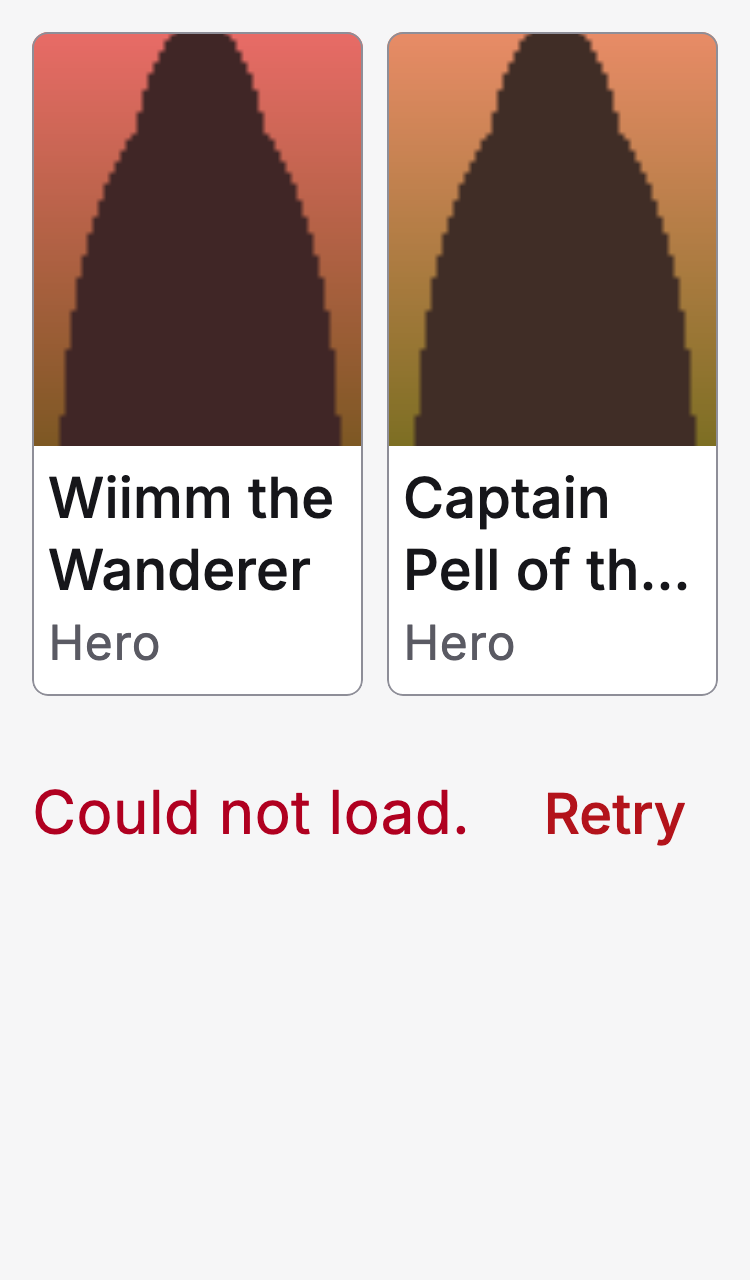 Wiimm the
Wanderer
Hero
Captain
Pell of th...
Hero
Could not load.
Retry